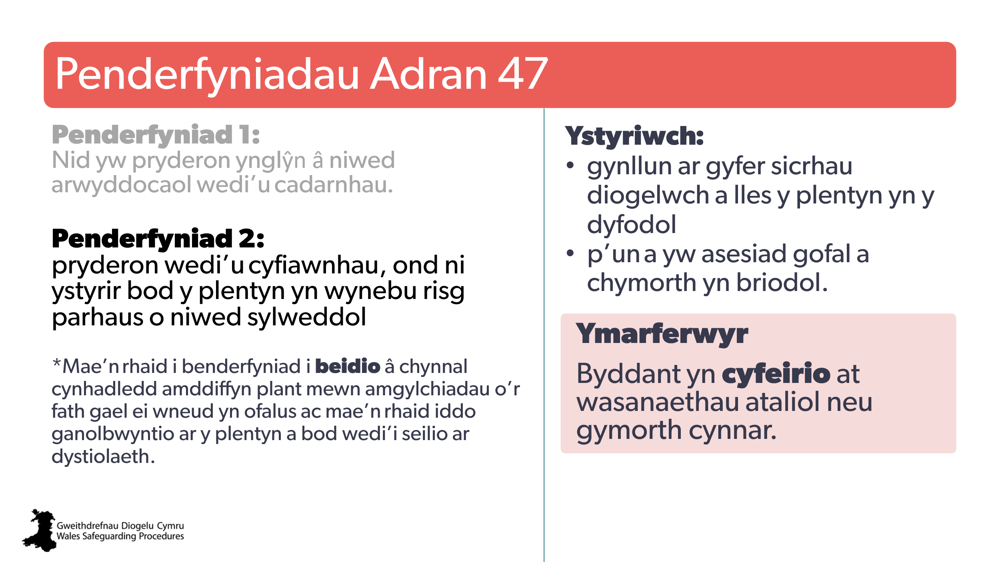 Penderfyniadau Adran 47
Penderfyniad 1:
Nid yw pryderon ynglŷn â niwed
arwyddocaol wedi’u cadarnhau.
Penderfyniad 2:
pryderon wedi’u cyfiawnhau, ond ni
ystyrir bod y plentyn yn wynebu risg
parhaus o niwed sylweddol
*Mae’n rhaid i benderfyniad i beidio â chynnal
cynhadledd amddiffyn plant mewn amgylchiadau o’r
fath gael ei wneud yn ofalus ac mae’n rhaid iddo
ganolbwyntio ar y plentyn a bod wedi’i seilio ar
dystiolaeth.
Ystyriwch:
• gynllun ar gyfer sicrhau
diogelwch a lles y plentyn yn y
dyfodol
• p’un a yw asesiad gofal a
chymorth yn briodol.
Ymarferwyr
Byddant yn cyfeirio at
wasanaethau ataliol neu
gymorth cynnar.
Gweithdrefnau Diogelu Cymru
Wales Safeguarding Procedures